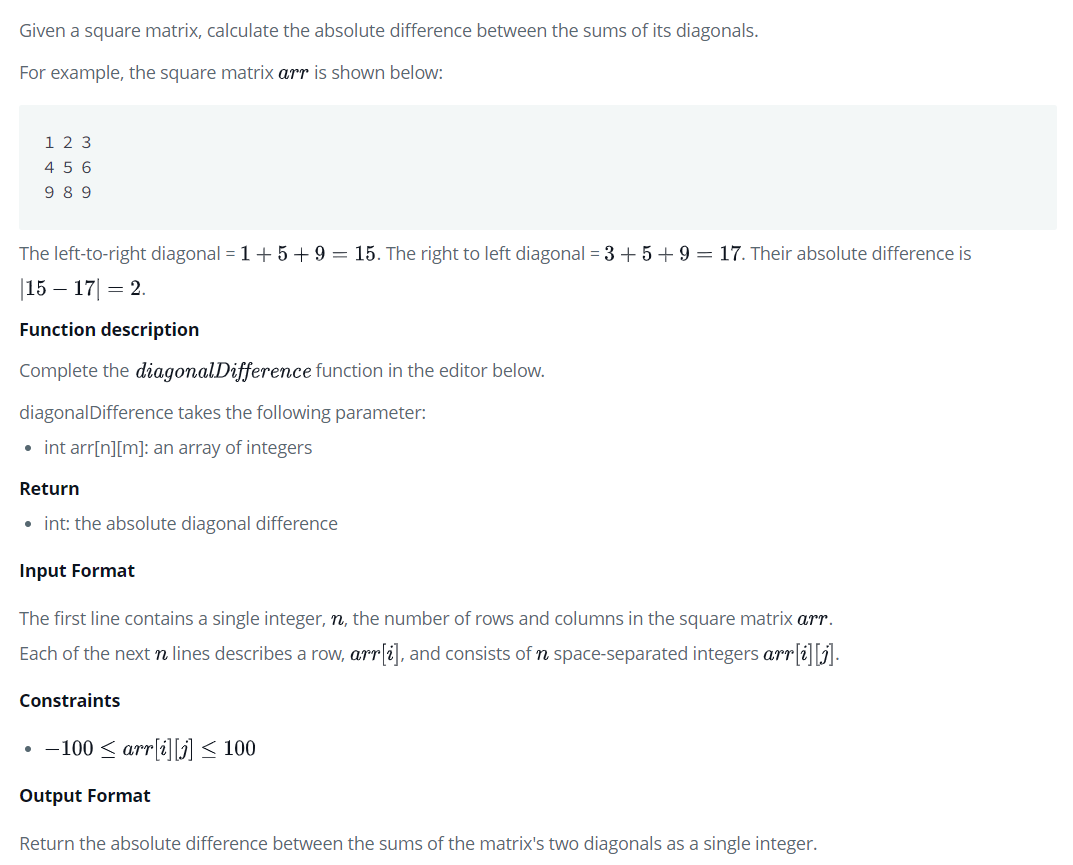 Given a square matrix, calculate the absolute difference between the sums of its diagonals.
For example, the square matrix arr is shown below:
1 2 3
4 5 6
9 8 9
The left-to-right diagonal = 1 + 5 + 9 = 15. The right to left diagonal = 3 + 5 + 9 = 17. Their absolute difference is
|15 − 17| = 2.
Function description
Complete the diagonalDifference function in the editor below.
diagonalDifference takes the following parameter:
• int arr[n][m]: an array of integers
Return
• int: the absolute diagonal difference
Input Format
The first line contains a single integer, n, the number of rows and columns in the square matrix arr.
Each of the next n lines describes a row, arr[i], and consists of n space-separated integers arr[i][j].
Constraints
• −100 ≤ arr[i][j] ≤ 100
Output Format
Return the absolute difference between the sums of the matrix's two diagonals as a single integer.